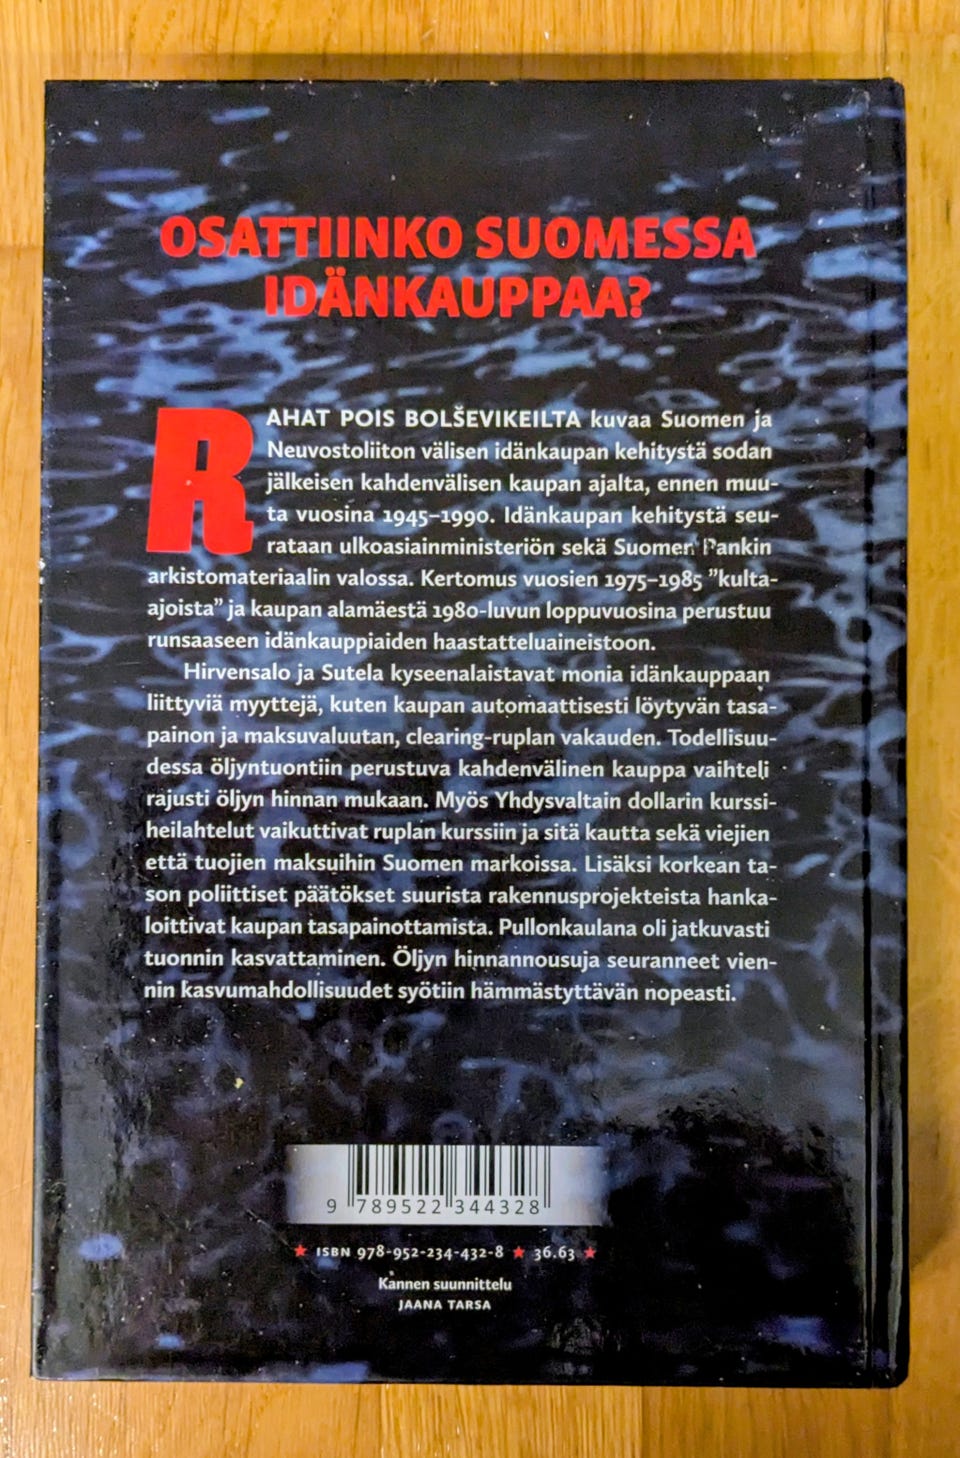 OSATTIINKO SUOMESSA
IDÄNKAUPPAA?
RAHAT POIS BOLŠEVIKEILTA kuvaa Suomen ja
Neuvostoliiton välisen idänkaupan kehitystä sodan
jälkeisen kahdenvälisen kaupan ajalta, ennen muu-
ta vuosina 1945–1990. Idänkaupan kehitystä seu-
rataan ulkoasiainministeriön sekä Suomen Pankin
arkistomateriaalin valossa. Kertomus vuosien 1975–1985 ”kulta-
ajoista” ja kaupan alamäestä 1980-luvun loppuvuosina perustuu
runsaaseen idänkauppiaiden haastatteluaineistoon.
Hirvensalo ja Sutela kyseenalaistavat monia idänkauppaan
liittyviä myyttejä, kuten kaupan automaattisesti löytyvän tasa-
painon ja maksuvaluutan, clearing-ruplan vakauden. Todellisuu-
dessa öljyntuontiin perustuva kahdenvälinen kauppa vaihteli
rajusti öljyn hinnan mukaan. Myös Yhdysvaltain dollarin kurssi-
heilahtelut vaikuttivat ruplan kurssiin ja sitä kautta sekä viejien
että tuojien maksuihin Suomen markoissa. Lisäksi korkean ta-
son poliittiset päätökset suurista rakennusprojekteista hanka-
loittivat kaupan tasapainottamista. Pullonkaulana oli jatkuvasti
tuonnin kasvattaminen. Öljyn hinnannousuja seuranneet vien-
nin kasvumahdollisuudet syötiin hämmästyttävän nopeasti.
9 789522 344328
★ ISBN 978-952-234-432-8 ★ 36.63 ★
Kannen suunnittelu
JAANA TARSA